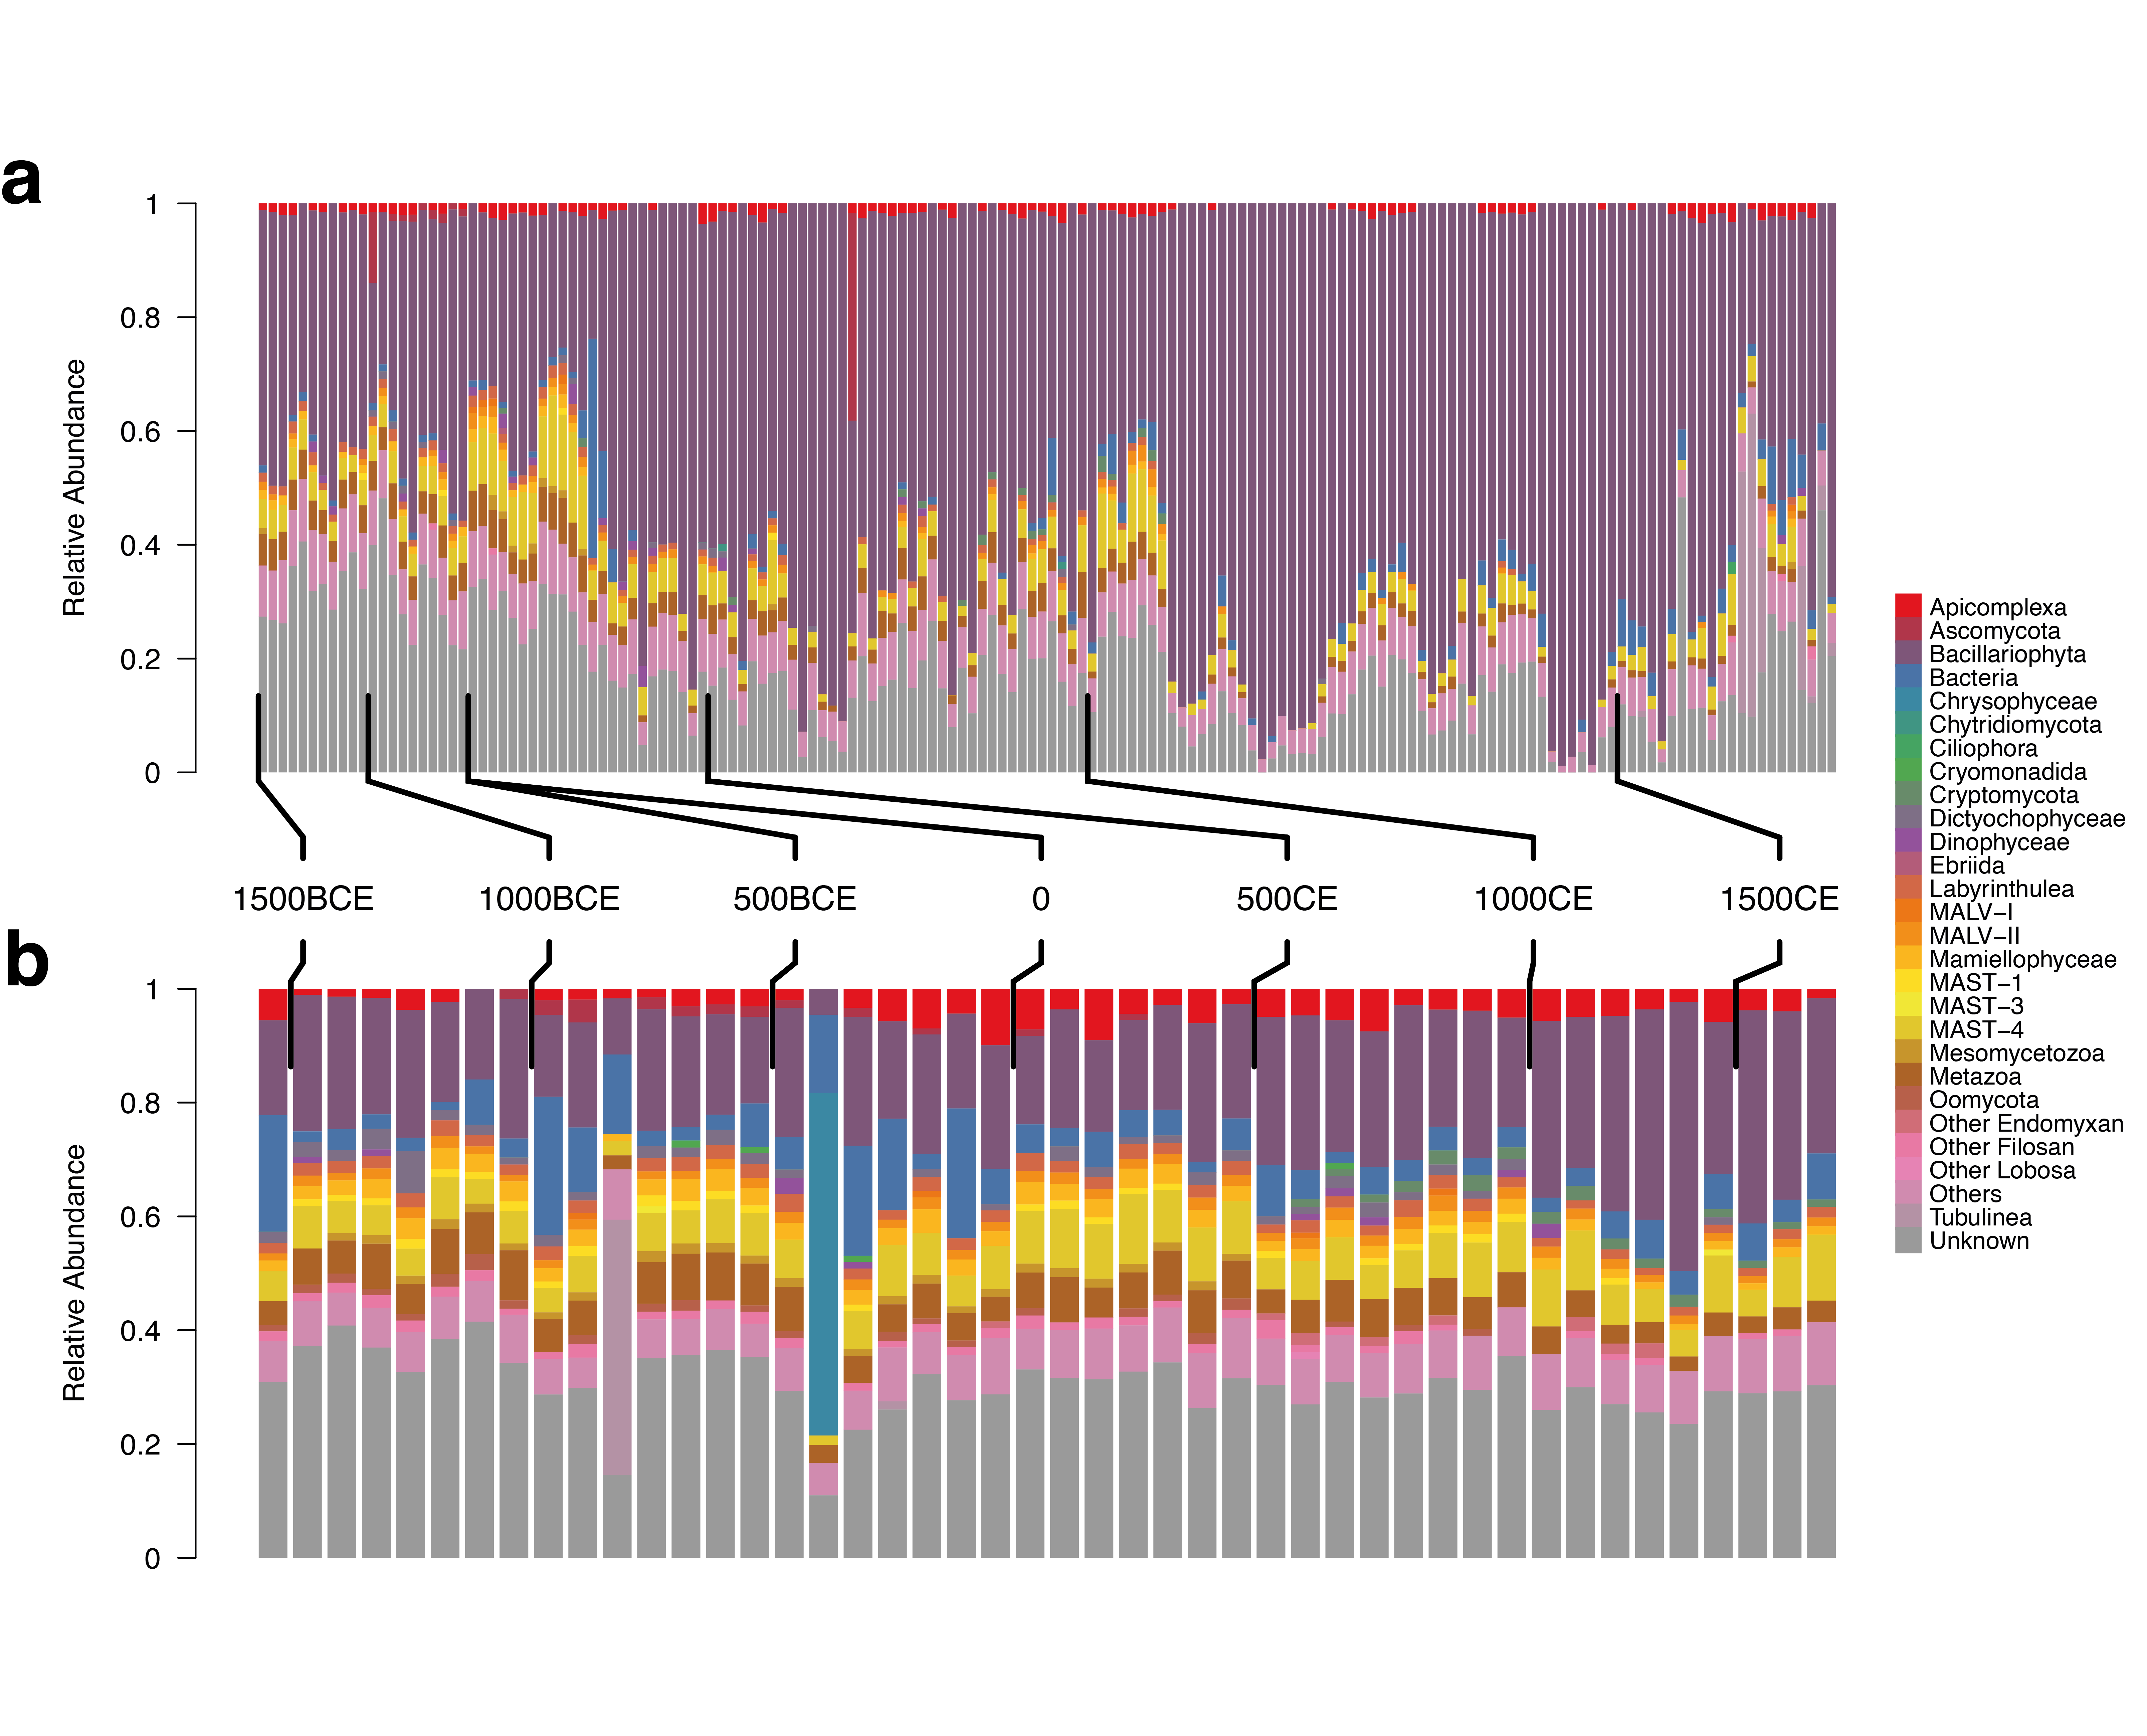 a
1
0.8
0.6
0.4
0.2
0
Relative Abundance
1500BCE 1000BCE 500BCE 0 500CE 1000CE 1500CE
b
1
0.8
0.6
0.4
0.2
0
Relative Abundance
Apicomplexa
Ascomycota
Bacillariophyta
Bacteria
Chrysophyceae
Chytridiomycota
Ciliophora
Cryomonadida
Cryptomycota
Dictyochophyceae
Dinophyceae
Ebriida
Labyrinthulea
MALV−I
MALV−II
Mamiellophyceae
MAST−1
MAST−3
MAST−4
Mesomycetozoa
Metazoa
Oomycota
Other Endomyxan
Other Filosan
Other Lobosa
Others
Tubulinea
Unknown